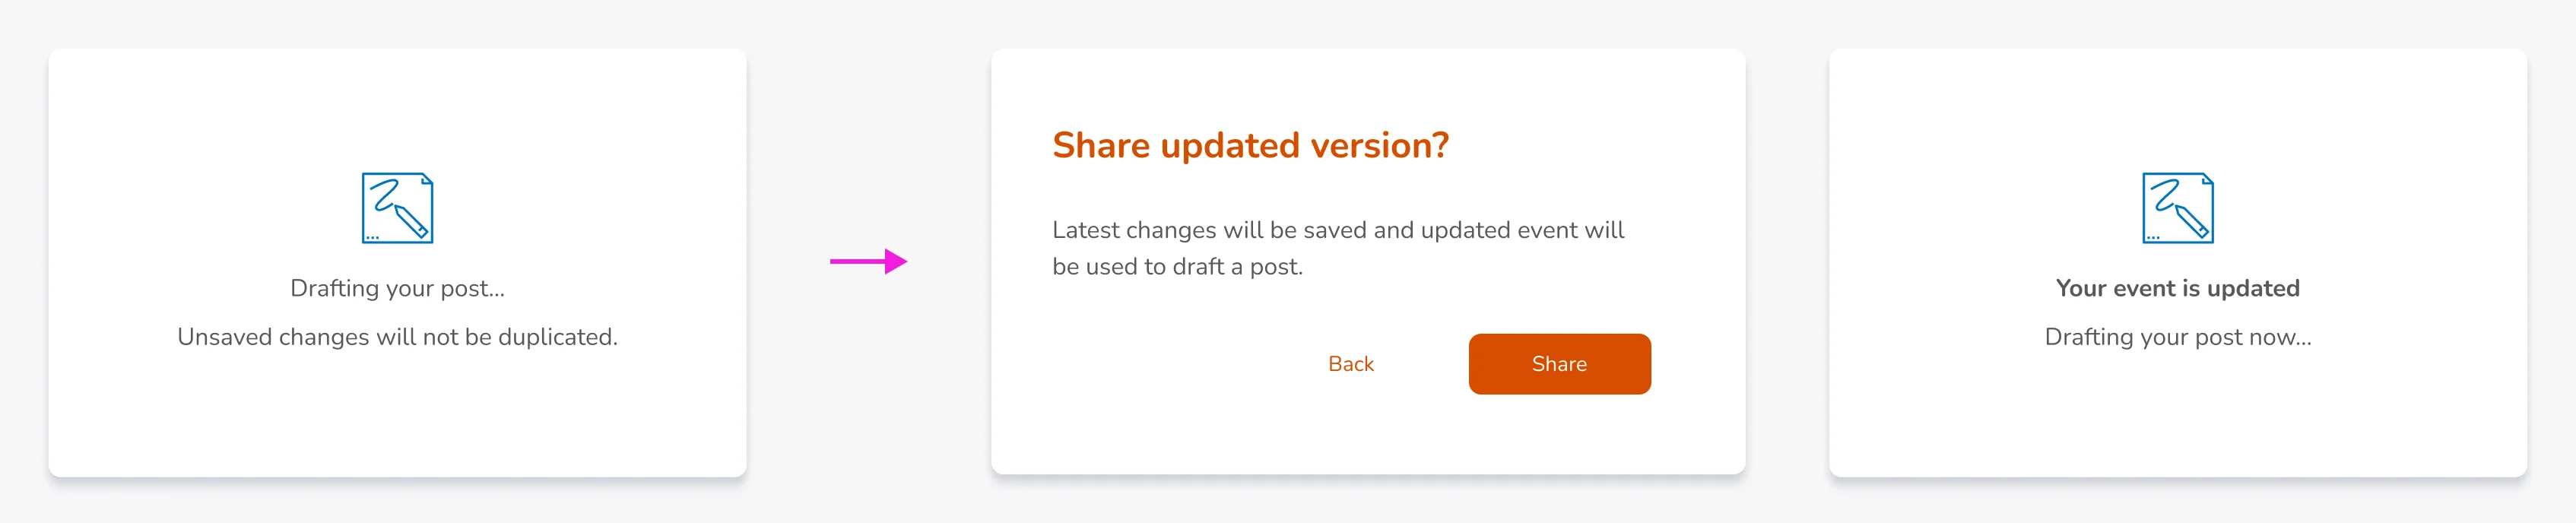 Drafting your post...
Unsaved changes will not be duplicated.
Share updated version?
Latest changes will be saved and updated event will
be used to draft a post.
Back
Share
Your event is updated
Drafting your post now...